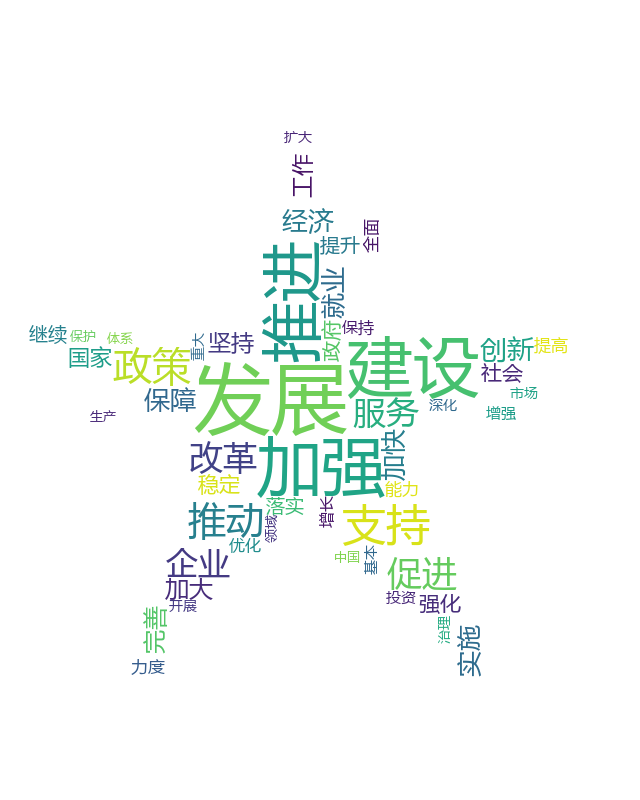 扩大
工作
经济
全面
提升
推进
就业
保持
政府
继续
保护
体系
重大
坚持
国家
政策
建设
创新
提高
社会
发展
保障
市场
服务
深化
增强
生产
加快
改革
加强
稳定
能力
落实
增长
推动
领域
支持
优化
中国
基本
企业
促进
加大
开展
投资
强化
完善
治理
实施
力度